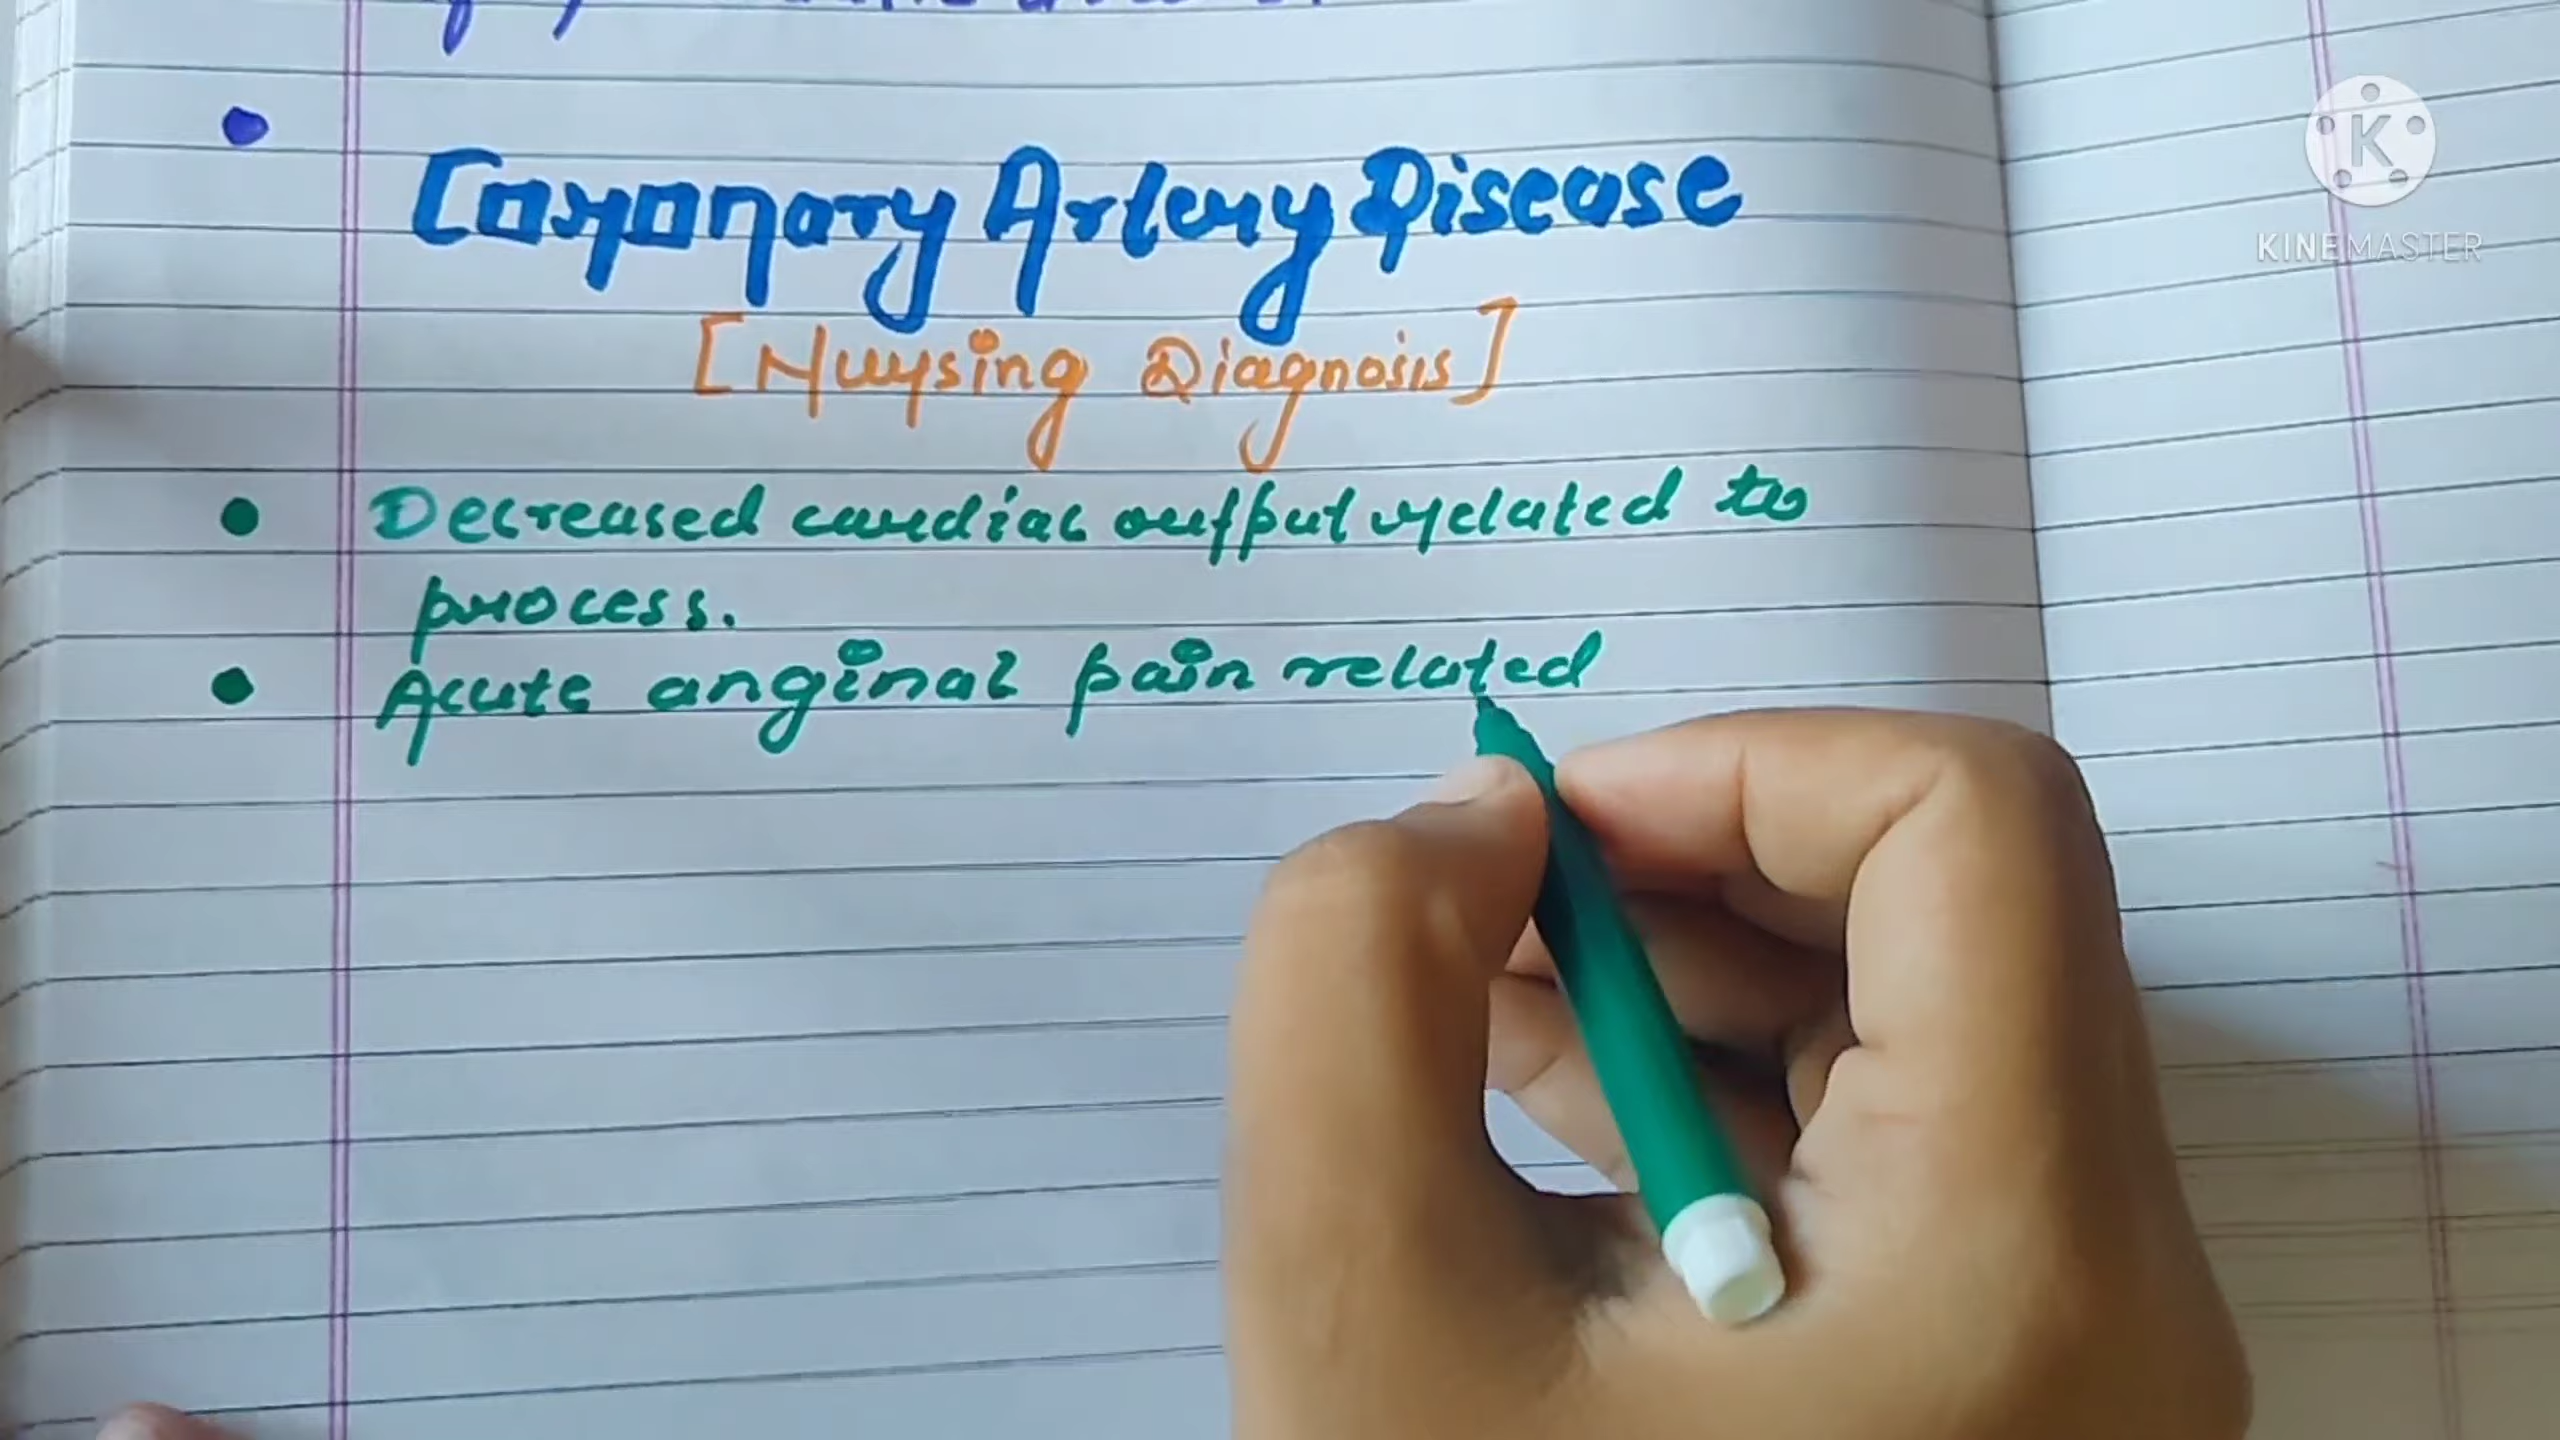 Coronary Artery Disease
[Nursing Diagnosis]
Decreased cardiac output related to
process.
Acute anginal pain related
K
KINEMASTER